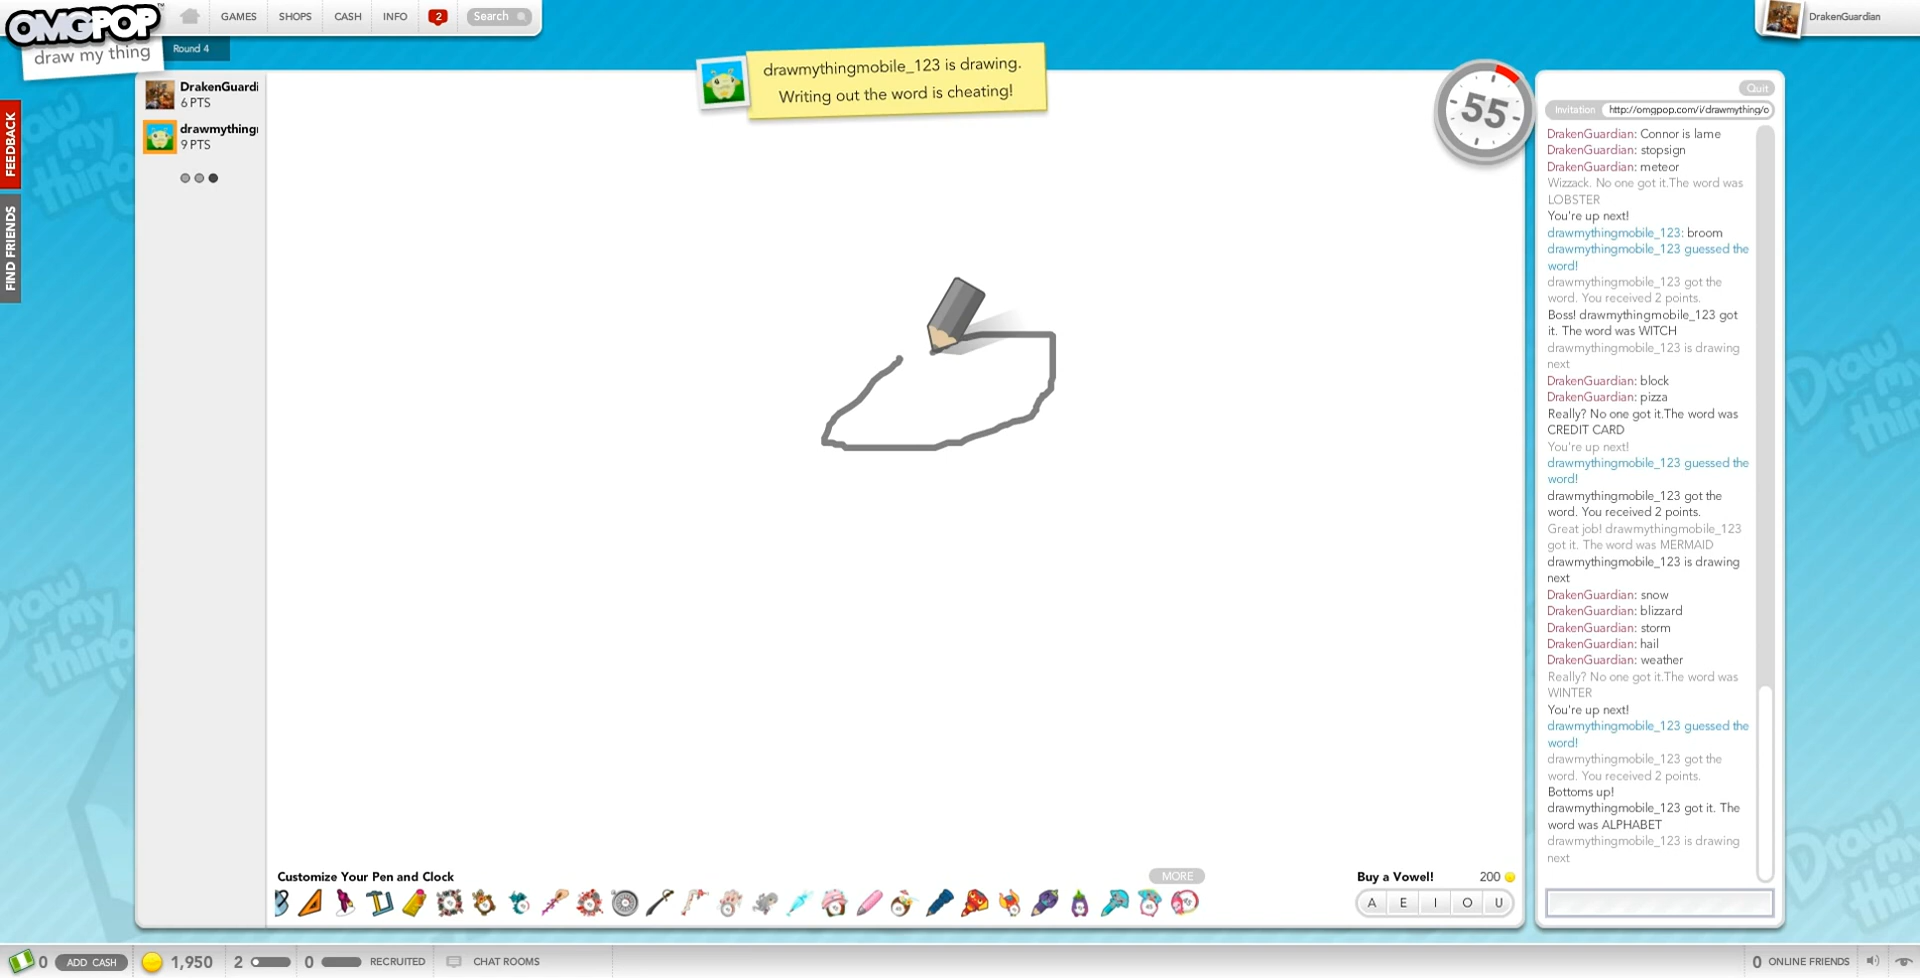 OMGPOP
TM
draw my thing
GAMES
SHOPS
CASH
INFO
2
Search
DrakenGuardian
Round 4
FEEDBACK
FIND FRIENDS
DrakenGuardi
6 PTS
drawmything
9 PTS
drawmythingmobile_123 is drawing.
Writing out the word is cheating!
55
Quit
Invitation
http://omgpop.com/i/drawmything/o
DrakenGuardian: Connor is lame
DrakenGuardian: stopsign
DrakenGuardian: meteor
Wizzack. No one got it.The word was
LOBSTER
You're up next!
drawmythingmobile_123: broom
drawmythingmobile_123 guessed the
word!
drawmythingmobile_123 got the
word. You received 2 points.
Boss! drawmythingmobile_123 got
it. The word was WITCH
drawmythingmobile_123 is drawing
next
DrakenGuardian: block
DrakenGuardian: pizza
Really? No one got it.The word was
CREDIT CARD
You're up next!
drawmythingmobile_123 guessed the
word!
drawmythingmobile_123 got the
word. You received 2 points.
Great job! drawmythingmobile_123
got it. The word was MERMAID
drawmythingmobile_123 is drawing
next
DrakenGuardian: snow
DrakenGuardian: blizzard
DrakenGuardian: storm
DrakenGuardian: hail
DrakenGuardian: weather
Really? No one got it.The word was
WINTER
You're up next!
drawmythingmobile_123 guessed the
word!
drawmythingmobile_123 got the
word. You received 2 points.
Bottoms up!
drawmythingmobile_123 got it. The
word was ALPHABET
drawmythingmobile_123 is drawing
next
Customize Your Pen and Clock
MORE
Buy a Vowel!
200
A E I O U
0
ADD CASH
1,950
2
0
RECRUITED
CHAT ROOMS
0 ONLINE FRIENDS